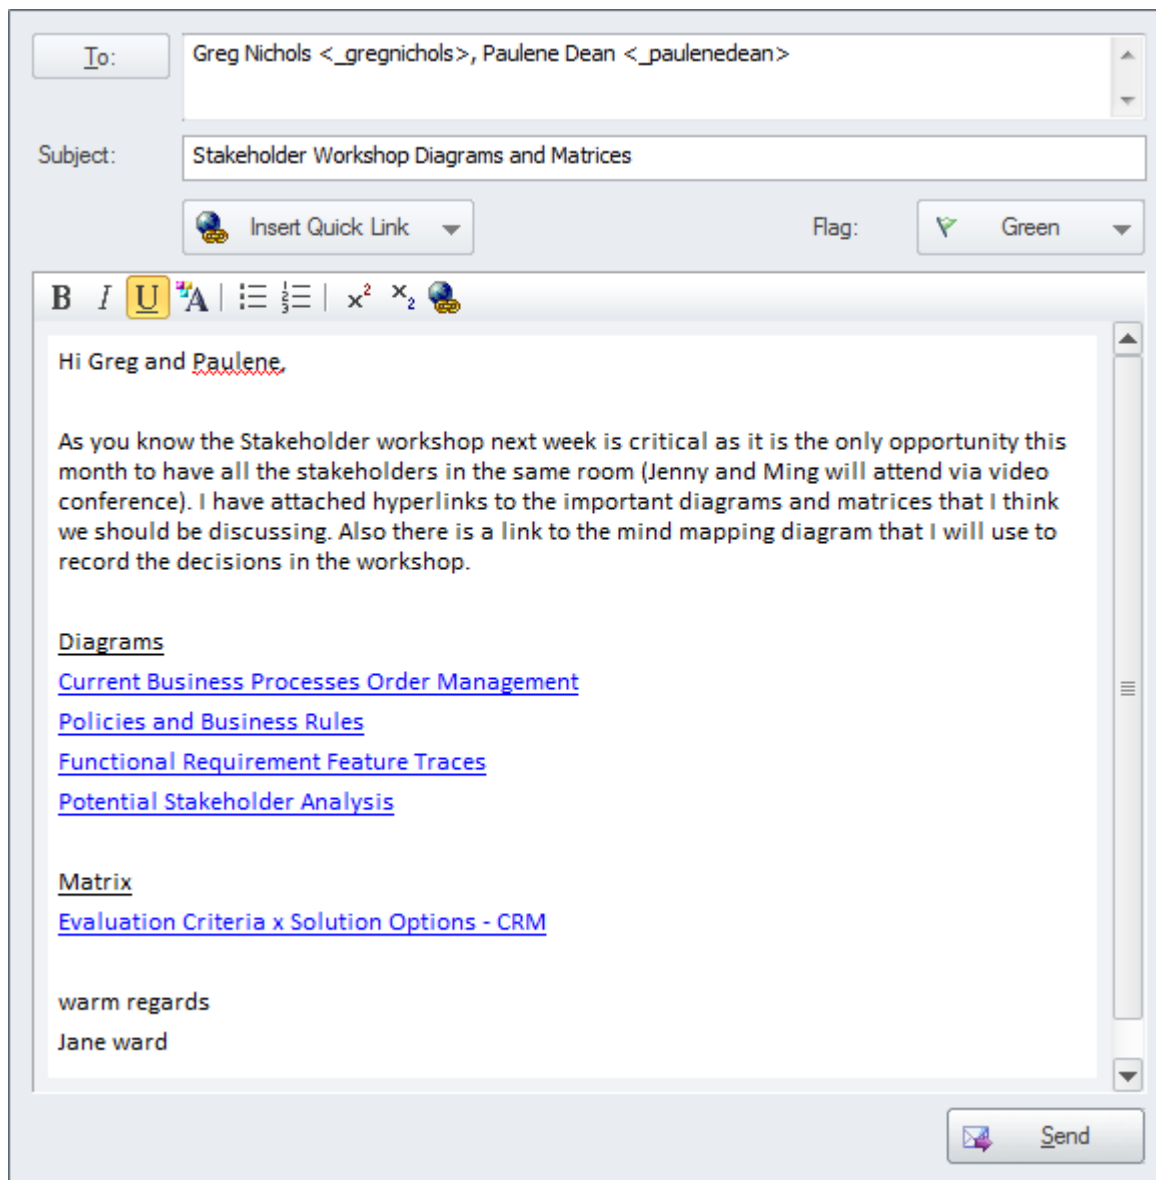 To:
Greg Nichols <_gregnichols>, Paulene Dean <_paulenedean>
Subject:
Stakeholder Workshop Diagrams and Matrices
Insert Quick Link
Flag:
Green
B I U A x² x₂
Hi Greg and Paulene,
As you know the Stakeholder workshop next week is critical as it is the only opportunity this
month to have all the stakeholders in the same room (Jenny and Ming will attend via video
conference). I have attached hyperlinks to the important diagrams and matrices that I think
we should be discussing. Also there is a link to the mind mapping diagram that I will use to
record the decisions in the workshop.
Diagrams
Current Business Processes Order Management
Policies and Business Rules
Functional Requirement Feature Traces
Potential Stakeholder Analysis
Matrix
Evaluation Criteria x Solution Options - CRM
warm regards
Jane ward
Send